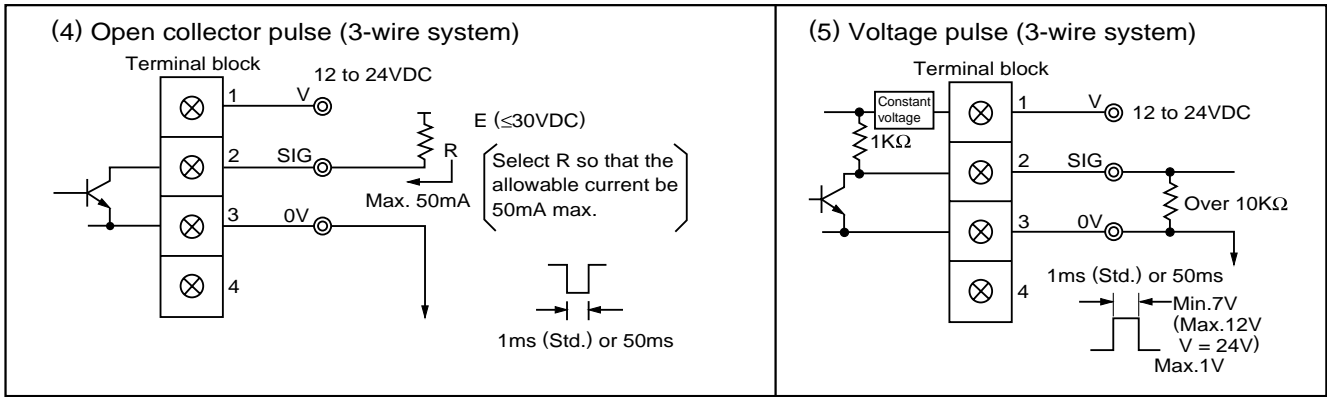 (4) Open collector pulse (3-wire system)
Terminal block
12 to 24VDC
1
V
E (≤30VDC)
2
SIG
R
Select R so that the
allowable current be
50mA max.
Max. 50mA
3
0V
4
1ms (Std.) or 50ms
(5) Voltage pulse (3-wire system)
Terminal block
Constant
voltage
1
V
12 to 24VDC
1KΩ
2
SIG
Over 10KΩ
3
0V
4
1ms (Std.) or 50ms
Min.7V
(Max.12V
V = 24V)
Max.1V